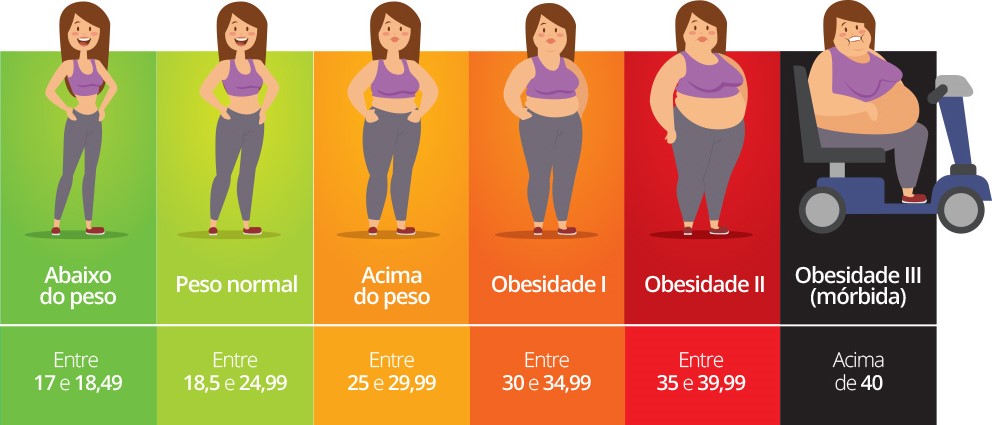 Abaixo
do peso
Peso normal
Acima
do peso
Obesidade I
Obesidade II
Obesidade III
(mórbida)
Entre
17 e 18,49
Entre
18,5 e 24,99
Entre
25 e 29,99
Entre
30 e 34,99
Entre
35 e 39,99
Acima
de 40